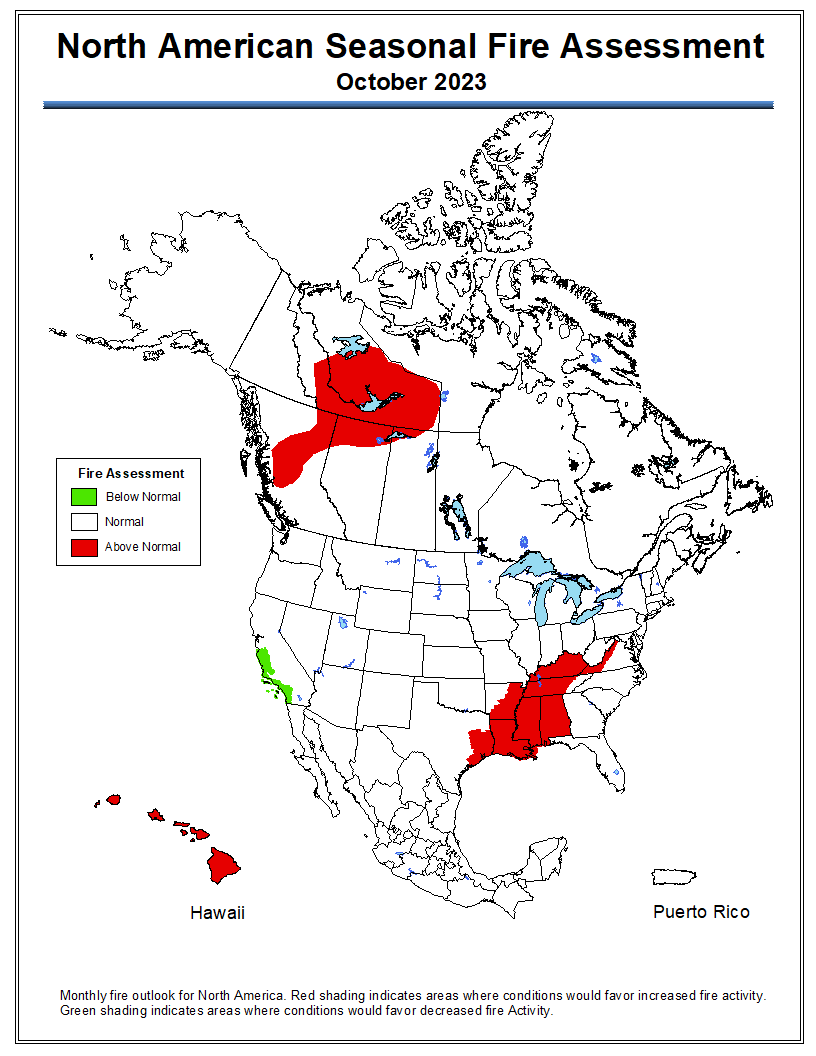 North American Seasonal Fire Assessment
October 2023
Fire Assessment
Below Normal
Normal
Above Normal
Hawaii
Puerto Rico
Monthly fire outlook for North America. Red shading indicates areas where conditions would favor increased fire activity.
Green shading indicates areas where conditions would favor decreased fire Activity.